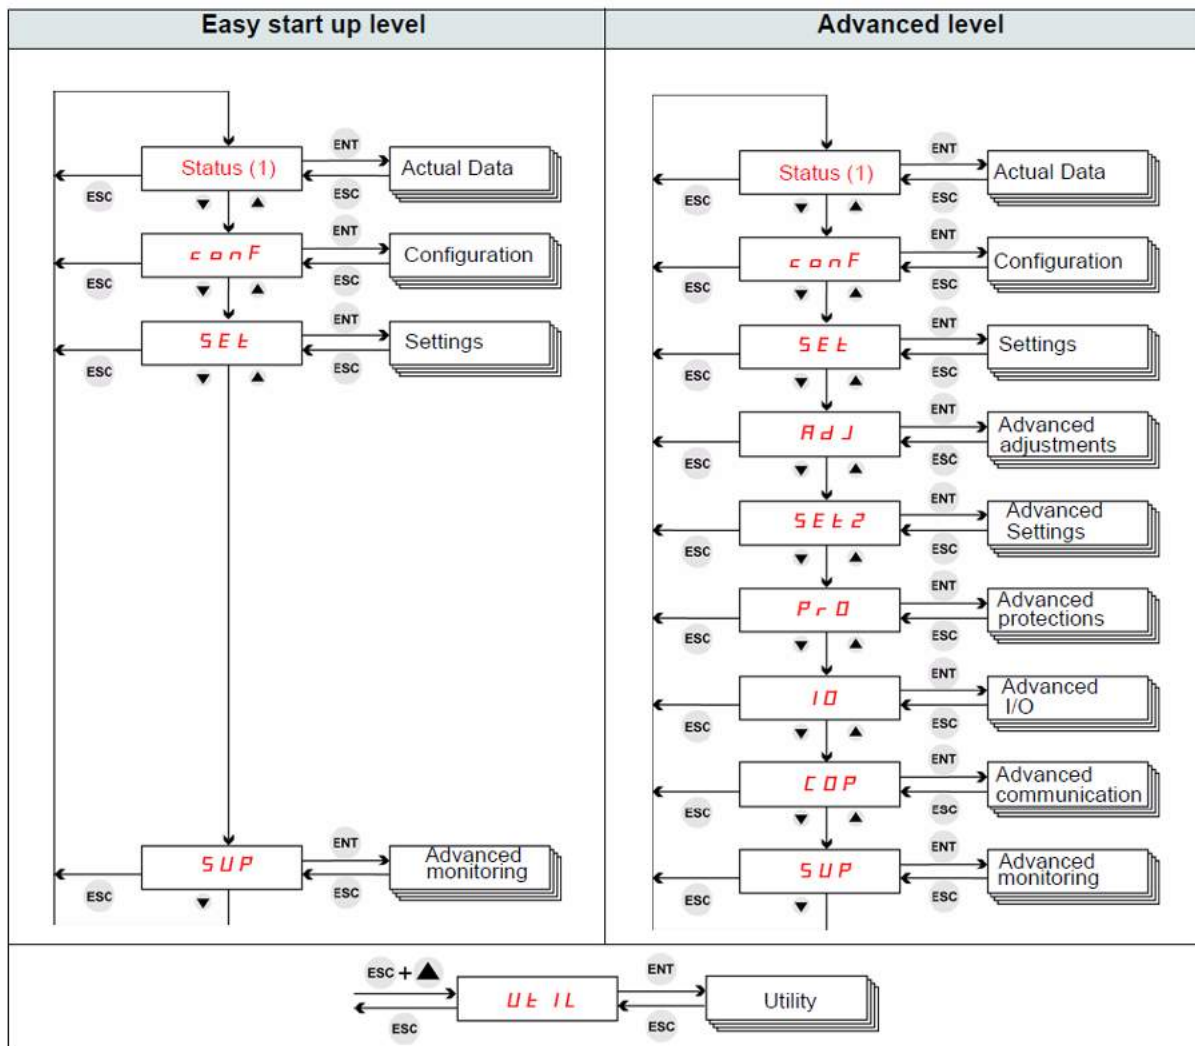 Easy start up level
Advanced level
Status (1)
ENT
Actual Data
ESC
ESC
▼ ▲
conF
ENT
Configuration
ESC
ESC
▼ ▲
SEt
ENT
Settings
ESC
ESC
▼ ▲
SUP
ENT
Advanced
monitoring
ESC
ESC
▼
Status (1)
ENT
Actual Data
ESC
ESC
▼ ▲
conF
ENT
Configuration
ESC
ESC
▼ ▲
SEt
ENT
Settings
ESC
ESC
▼ ▲
AdJ
ENT
Advanced
adjustments
ESC
ESC
▼ ▲
SEt2
ENT
Advanced
Settings
ESC
ESC
▼ ▲
PrO
ENT
Advanced
protections
ESC
ESC
▼ ▲
IO
ENT
Advanced
I/O
ESC
ESC
▼ ▲
COP
ENT
Advanced
communication
ESC
ESC
▼ ▲
SUP
ENT
Advanced
monitoring
ESC
ESC
▼
ESC + ▲
UtIL
ENT
Utility
ESC
ESC